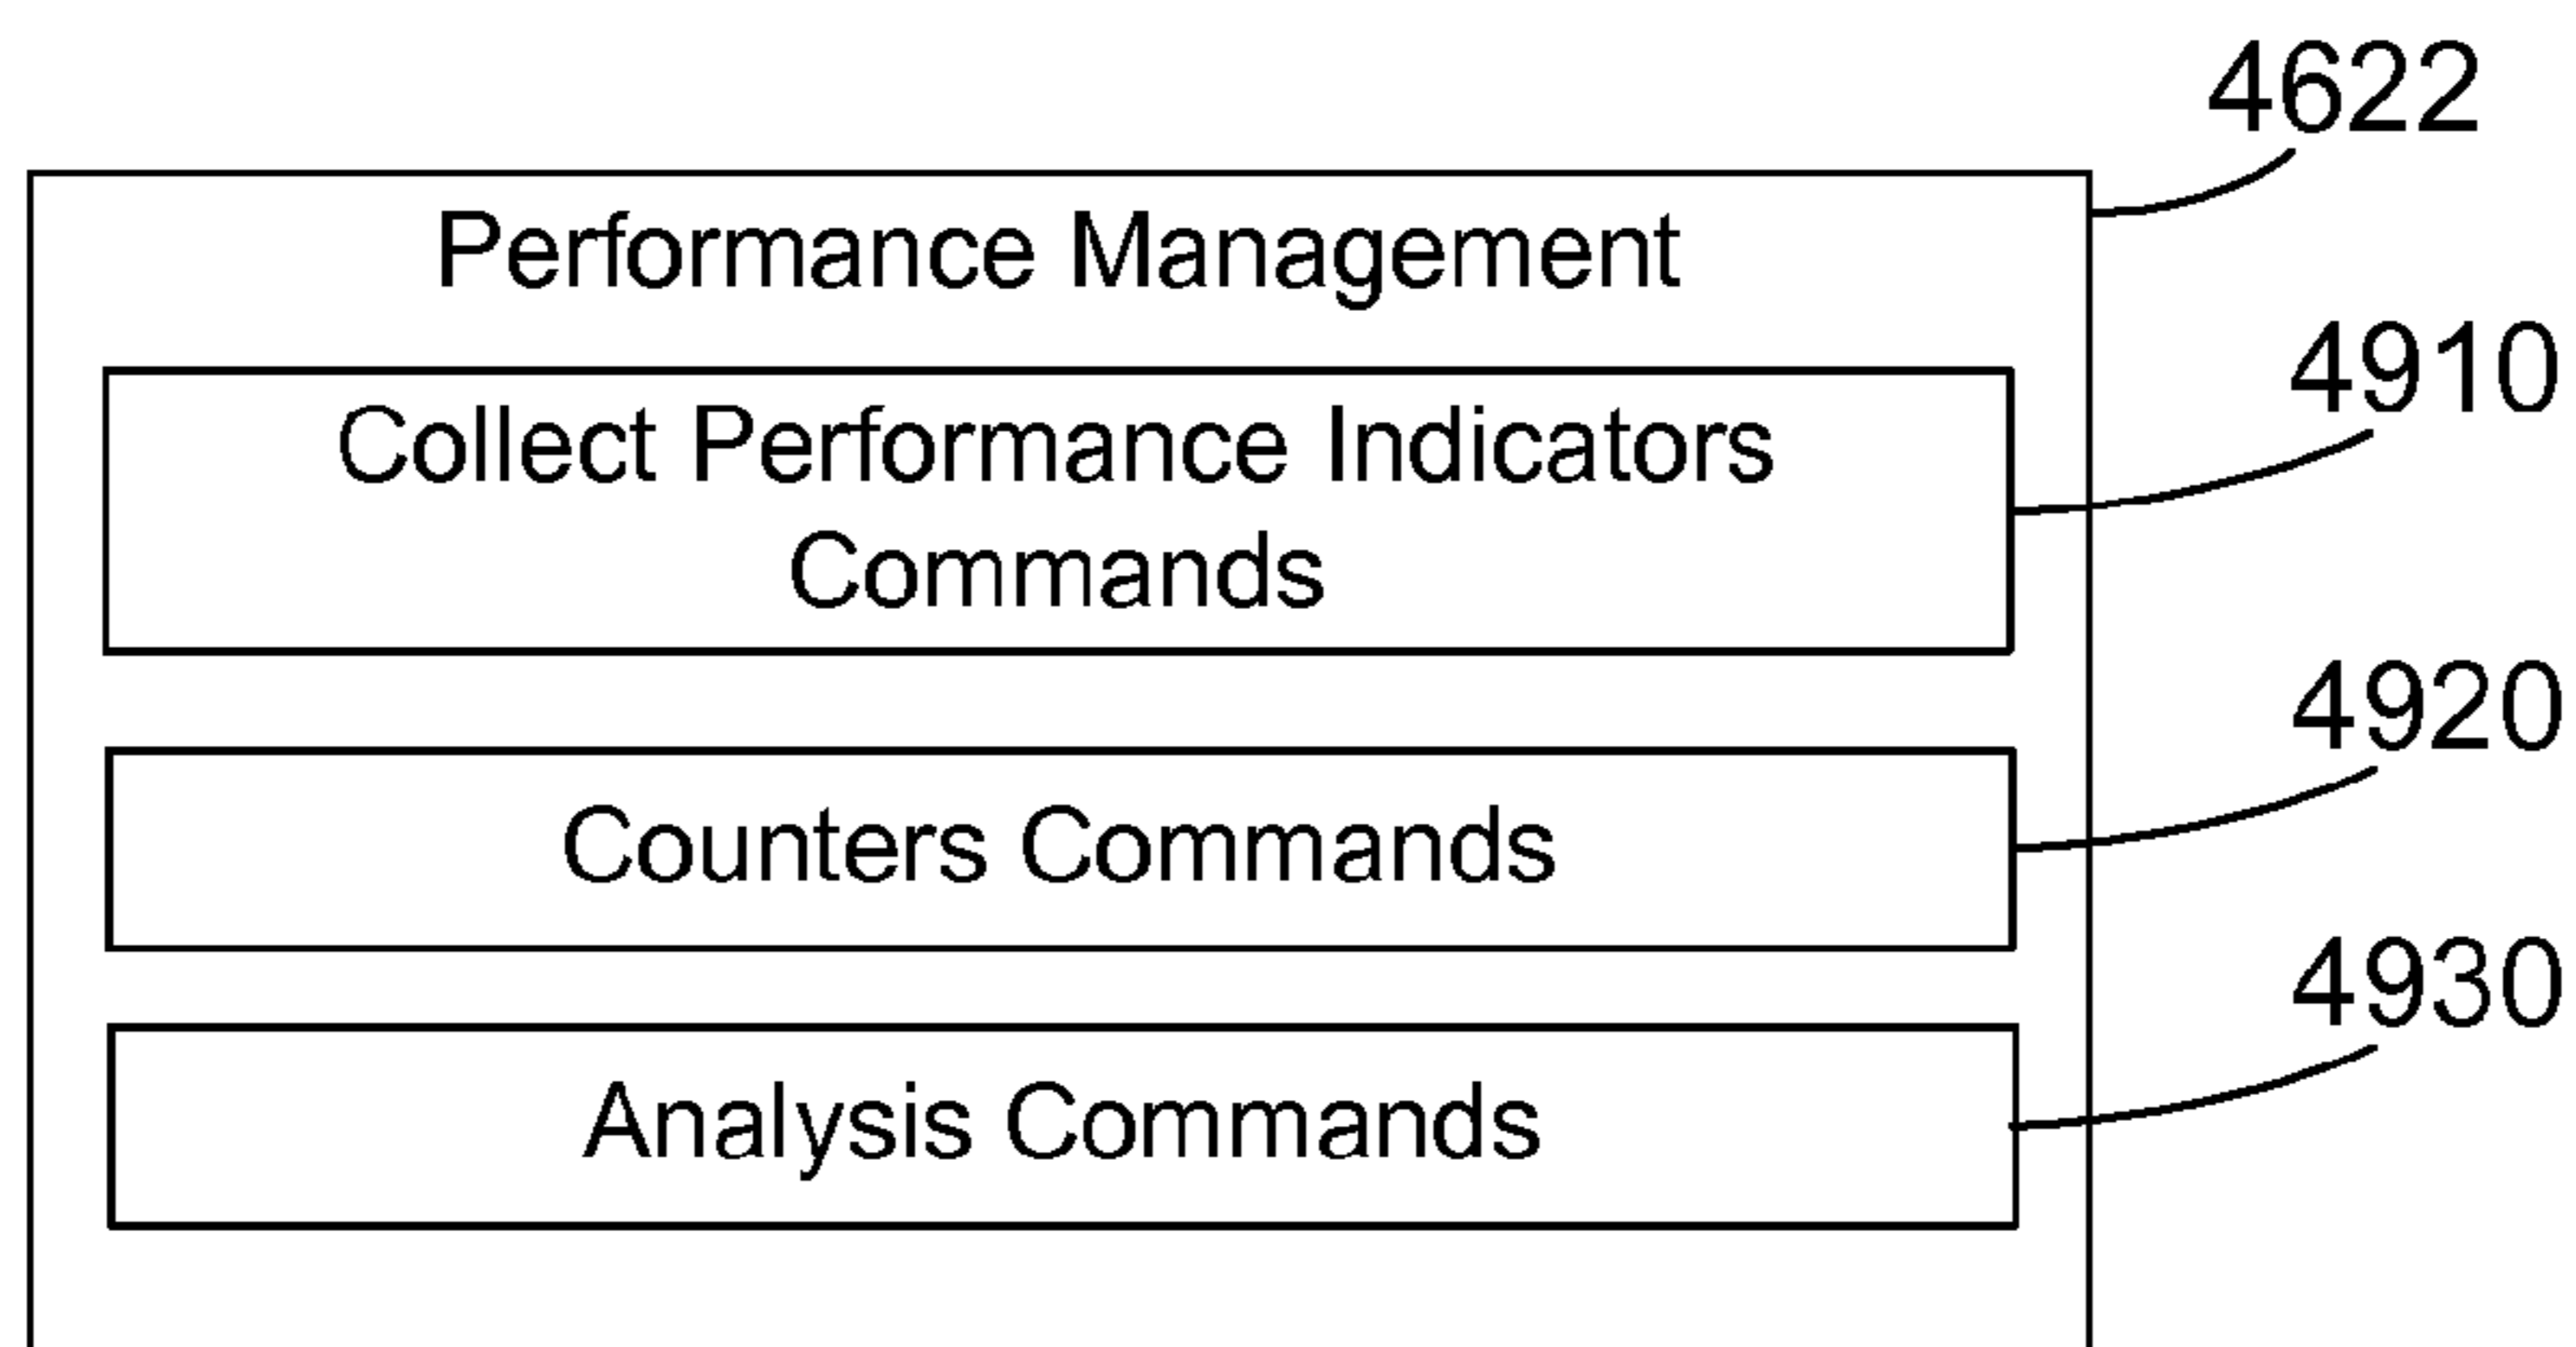 4622
Performance Management
4910
Collect Performance Indicators
Commands
4920
Counters Commands
4930
Analysis Commands